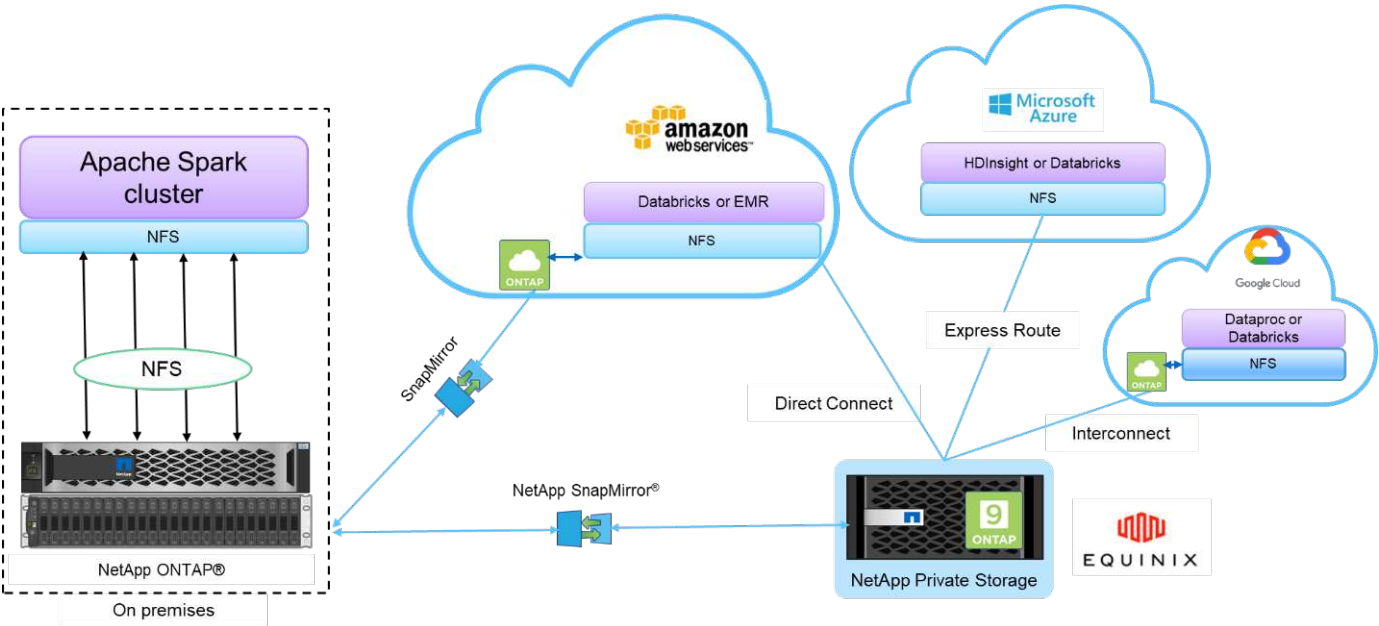 Apache Spark
cluster
NFS
NFS
NetApp
NetApp ONTAP®
On premises
SnapMirror
NetApp SnapMirror®
amazon
webservices™
Databricks or EMR
NFS
ONTAP
Microsoft
Azure
HDInsight or Databricks
NFS
Google Cloud
Dataproc or
Databricks
NFS
ONTAP
Express Route
Direct Connect
Interconnect
9
ONTAP
NetApp Private Storage
EQUINIX